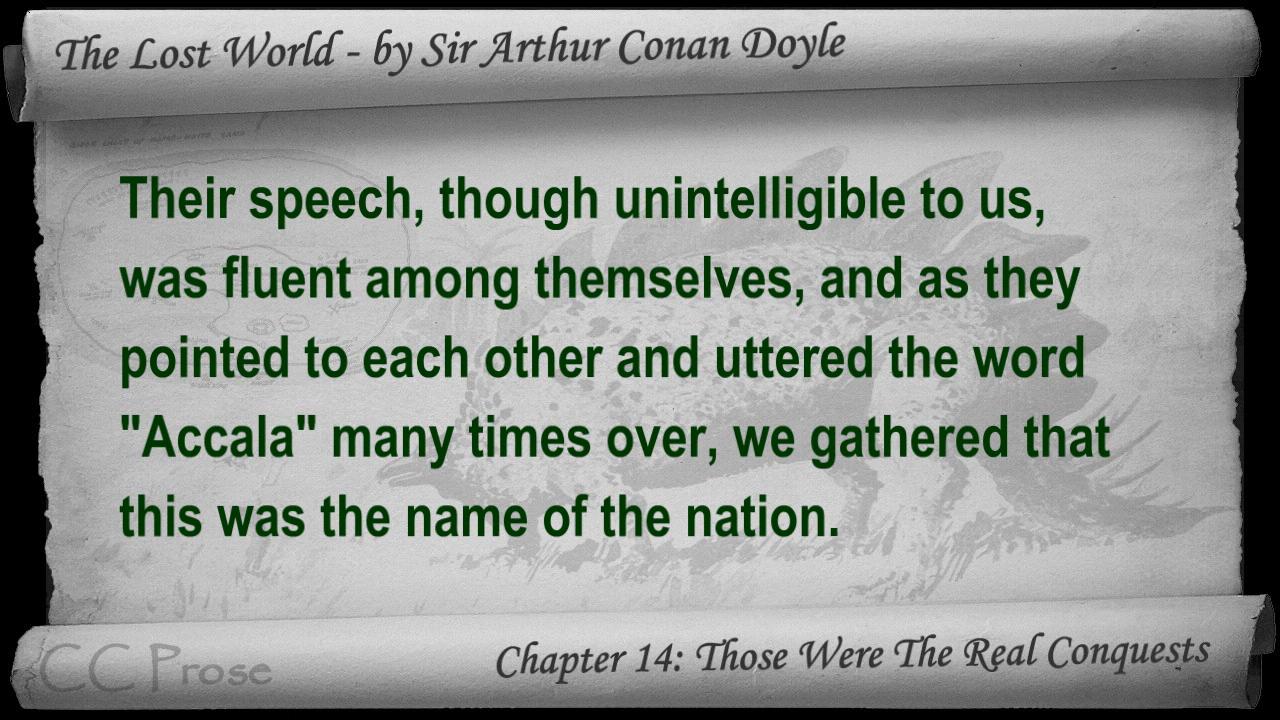 The Lost World - by Sir Arthur Conan Doyle
Their speech, though unintelligible to us,
was fluent among themselves, and as they
pointed to each other and uttered the word
"Accala" many times over, we gathered that
this was the name of the nation.
CC Prose
Chapter 14: Those Were The Real Conquests